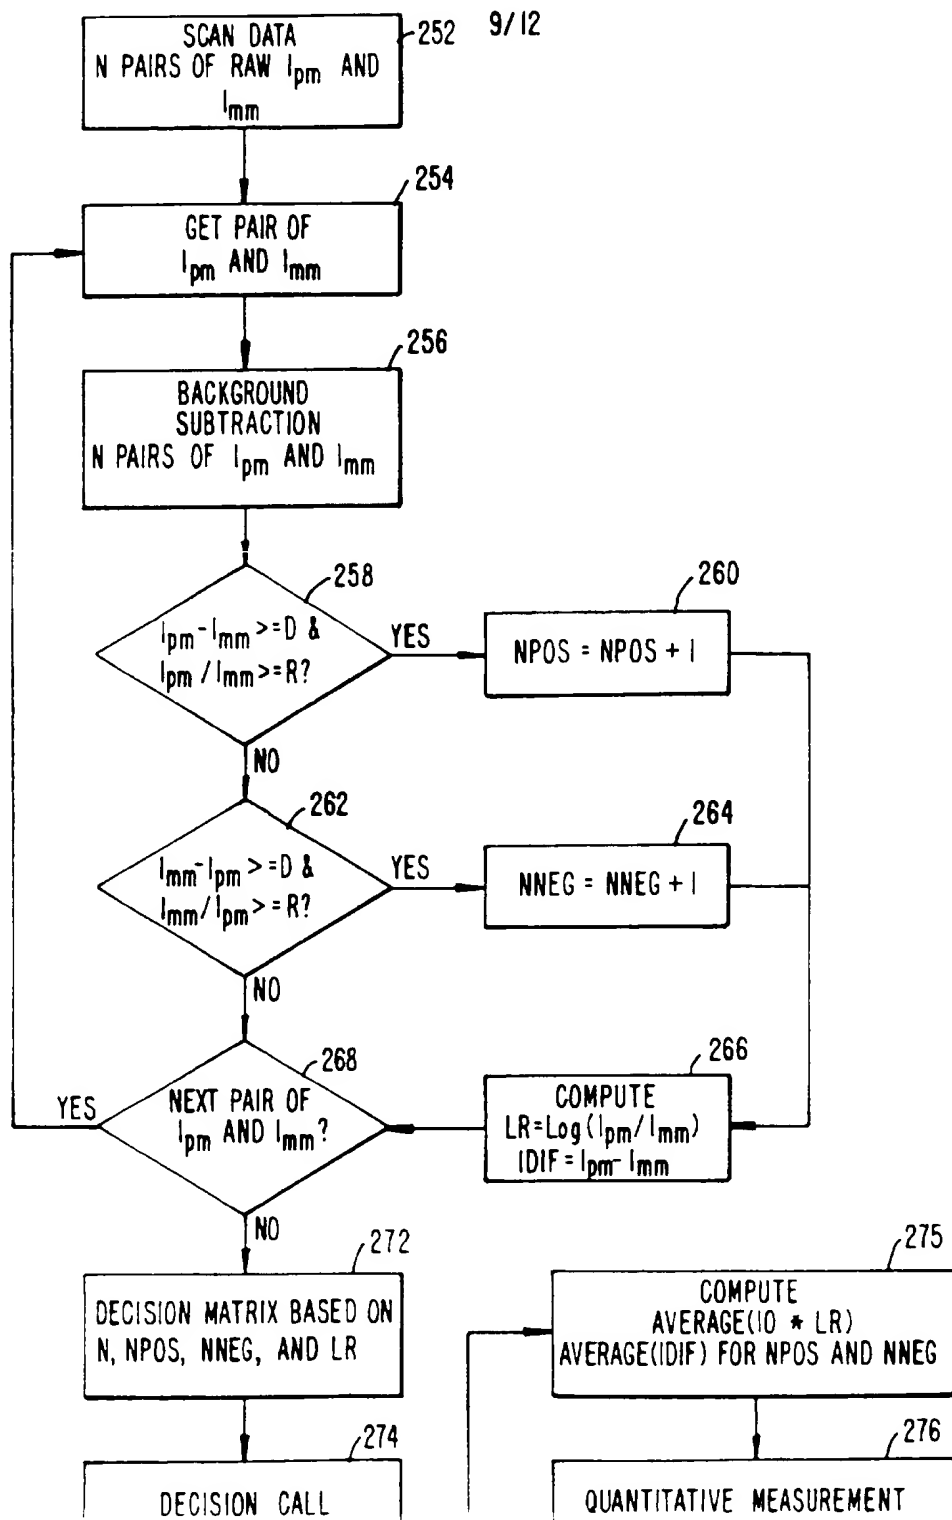 9/12
252
SCAN DATA
N PAIRS OF RAW Ipm AND
Imm
254
GET PAIR OF
Ipm AND Imm
256
BACKGROUND
SUBTRACTION
N PAIRS OF Ipm AND Imm
258
Ipm-Imm >=D &
Ipm / Imm >=R?
YES
NO
260
NPOS = NPOS + 1
262
Imm-Ipm >=D &
Imm/Ipm >=R?
YES
NO
264
NNEG = NNEG + 1
266
COMPUTE
LR=Log(Ipm/Imm)
IDIF=Ipm-Imm
268
NEXT PAIR OF
Ipm AND Imm?
YES
NO
272
DECISION MATRIX BASED ON
N, NPOS, NNEG, AND LR
274
DECISION CALL
275
COMPUTE
AVERAGE(10 * LR)
AVERAGE(IDIF) FOR NPOS AND NNEG
276
QUANTITATIVE MEASUREMENT